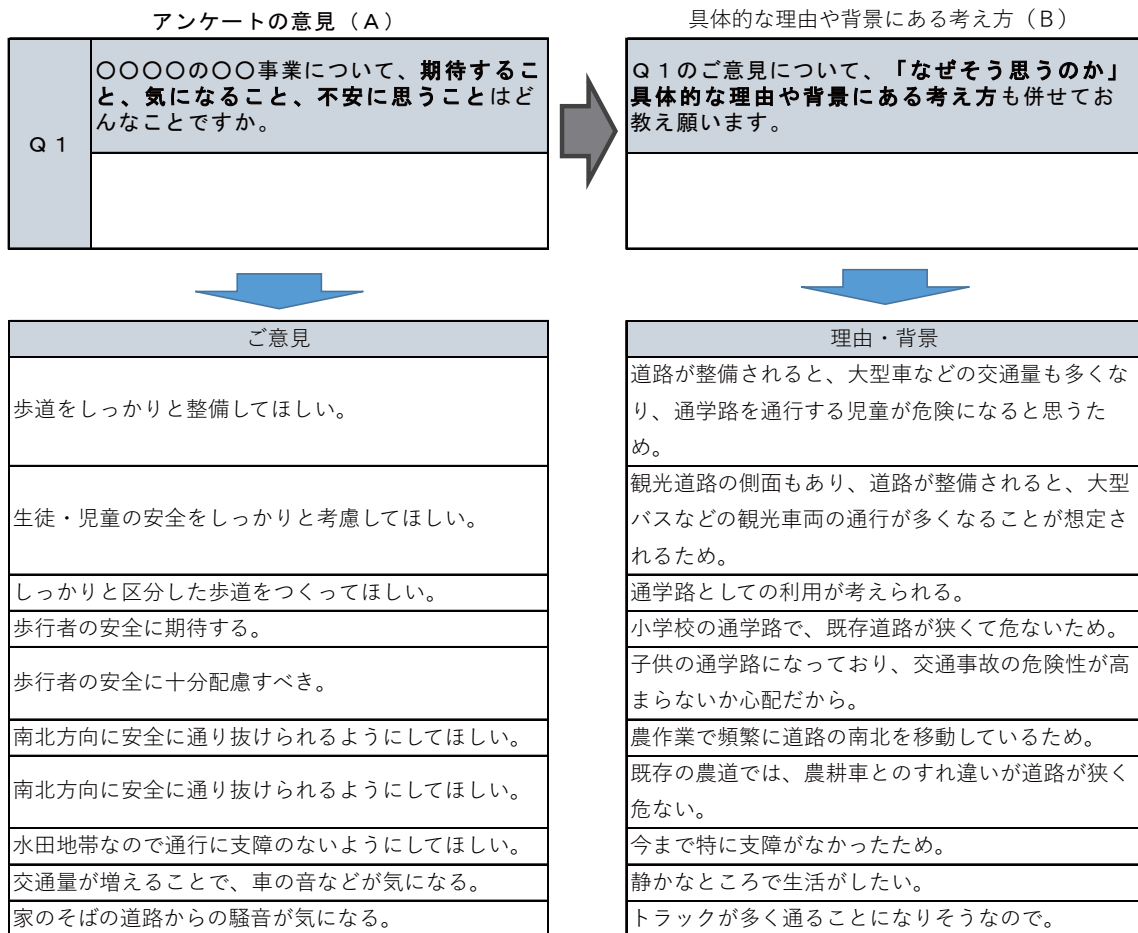 アンケートの意見（A）
具体的な理由や背景にある考え方（B）
Q1
〇〇〇〇の〇〇事業について、期待するこ
と、気になること、不安に思うことはど
んなことですか。
Q1のご意見について、「なぜそう思うのか」
具体的な理由や背景にある考え方も併せてお
教え願います。
ご意見
理由・背景
歩道をしっかりと整備してほしい。
道路が整備されると、大型車などの交通量も多くな
り、通学路を通行する児童が危険になると思うた
め。
生徒・児童の安全をしっかりと考慮してほしい。
観光道路の側面もあり、道路が整備されると、大型
バスなどの観光車両の通行が多くなることが想定さ
れるため。
しっかりと区分した歩道をつくってほしい。
通学路としての利用が考えられる。
歩行者の安全に期待する。
小学校の通学路で、既存道路が狭くて危ないため。
歩行者の安全に十分配慮すべき。
子供の通学路になっており、交通事故の危険性が高
まらないか心配だから。
南北方向に安全に通り抜けられるようにしてほしい。
農作業で頻繁に道路の南北を移動しているため。
南北方向に安全に通り抜けられるようにしてほしい。
既存の農道では、農耕車とのすれ違いが道路が狭く
危ない。
水田地帯なので通行に支障のないようにしてほしい。
今まで特に支障がなかったため。
交通量が増えることで、車の音などが気になる。
静かなところで生活がしたい。
家のそばの道路からの騒音が気になる。
トラックが多く通ることになりそうなので。